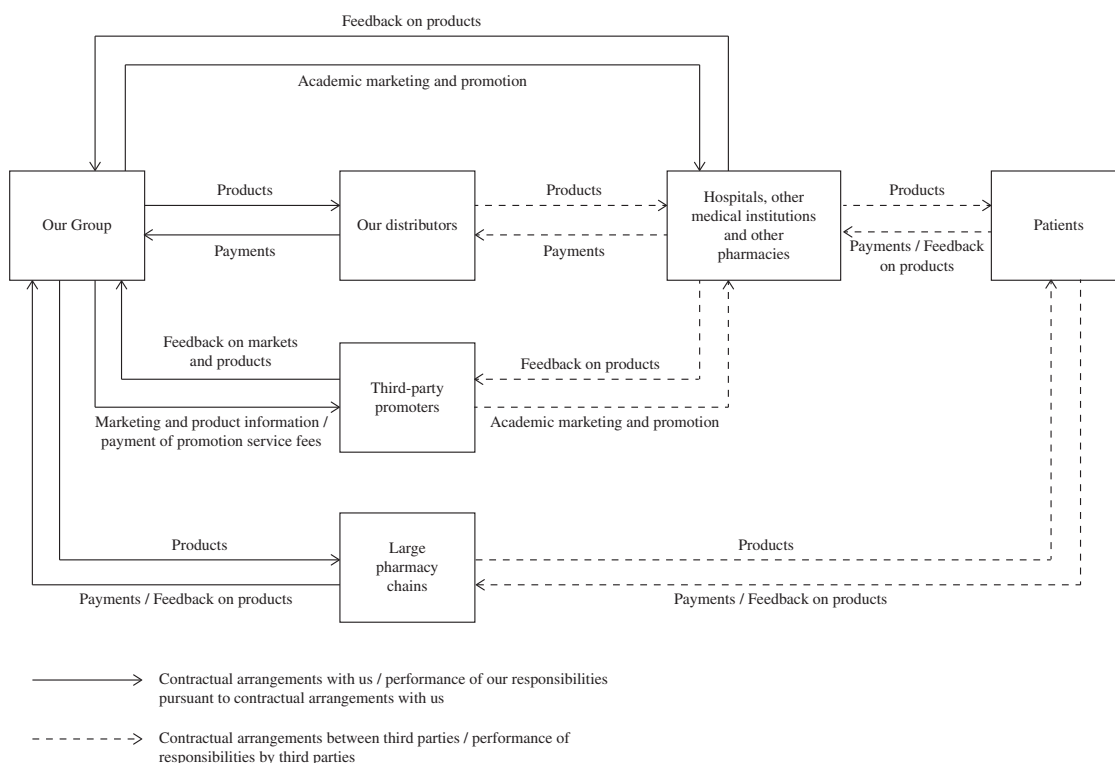 Feedback on products
Academic marketing and promotion
Our Group
Products
Payments
Our distributors
Products
Payments
Hospitals, other
medical institutions
and other
pharmacies
Products
Payments / Feedback
on products
Patients
Feedback on markets
and products
Marketing and product information /
payment of promotion service fees
Third-party
promoters
Feedback on products
Academic marketing and promotion
Products
Payments / Feedback on products
Large
pharmacy
chains
Products
Payments / Feedback on products
Contractual arrangements with us / performance of our responsibilities
pursuant to contractual arrangements with us
Contractual arrangements between third parties / performance of
responsibilities by third parties